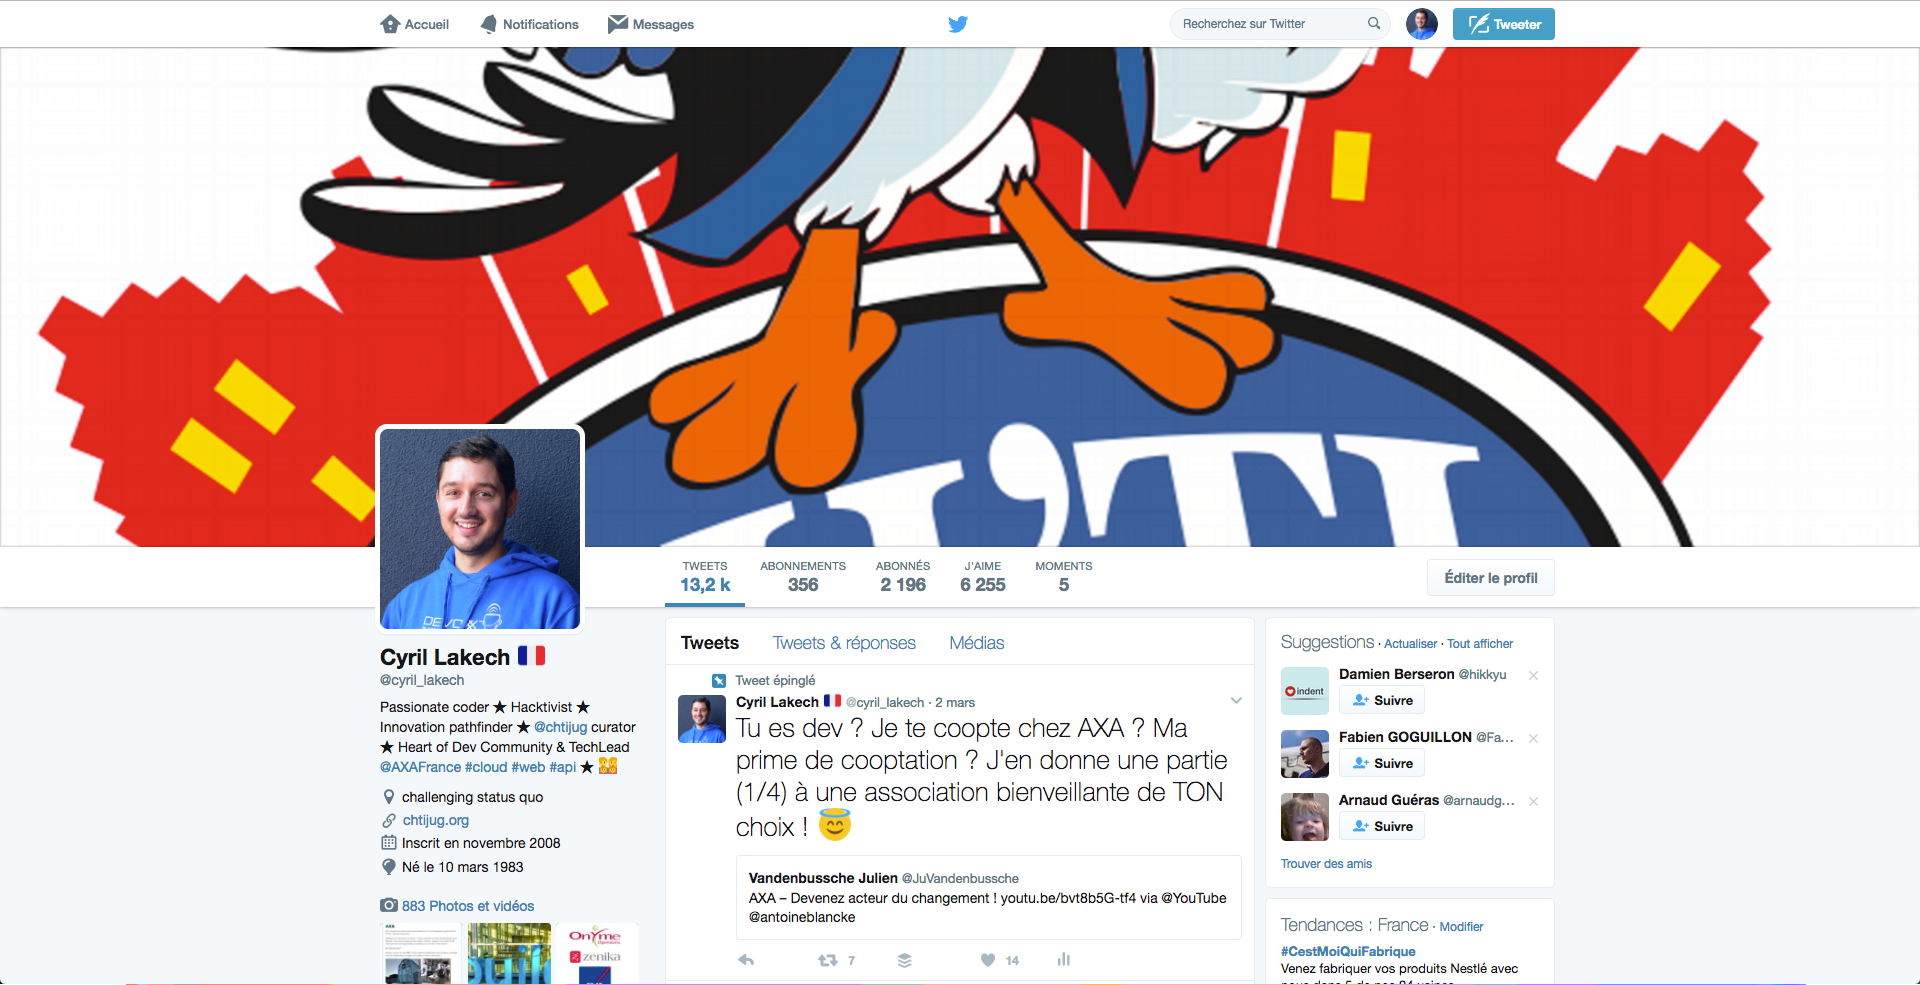 Accueil
Notifications
Messages
Recherchez sur Twitter
Tweeter
TWEETS
13,2 k
ABONNEMENTS
356
ABONNÉS
2 196
J'AIME
6 255
MOMENTS
5
Éditer le profil
Cyril Lakech
@cyril_lakech
Passionate coder ★ Hacktivist ★
Innovation pathfinder ★ @chtijug curator
★ Heart of Dev Community & TechLead
@AXAFrance #cloud #web #api ★
challenging status quo
chtijug.org
Inscrit en novembre 2008
Né le 10 mars 1983
883 Photos et vidéos
AXA
OnYme
zenika
Tweets
Tweets & réponses
Médias
Tweet épinglé
Cyril Lakech @cyril_lakech · 2 mars
Tu es dev ? Je te coopte chez AXA ? Ma
prime de cooptation ? J'en donne une partie
(1/4) à une association bienveillante de TON
choix ! 😇
Vandenbussche Julien @JuVandenbussche
AXA – Devenez acteur du changement ! youtu.be/bvt8b5G-tf4 via @YouTube
@antoineblancke
7
14
Suggestions · Actualiser · Tout afficher
indent
Damien Berseron @hikkyu
Suivre
Fabien GOGUILLON @Fa...
Suivre
Arnaud Guéras @arnaudg...
Suivre
Trouver des amis
Tendances : France · Modifier
#CestMoiQuiFabrique
Venez fabriquer vos produits Nestlé avec